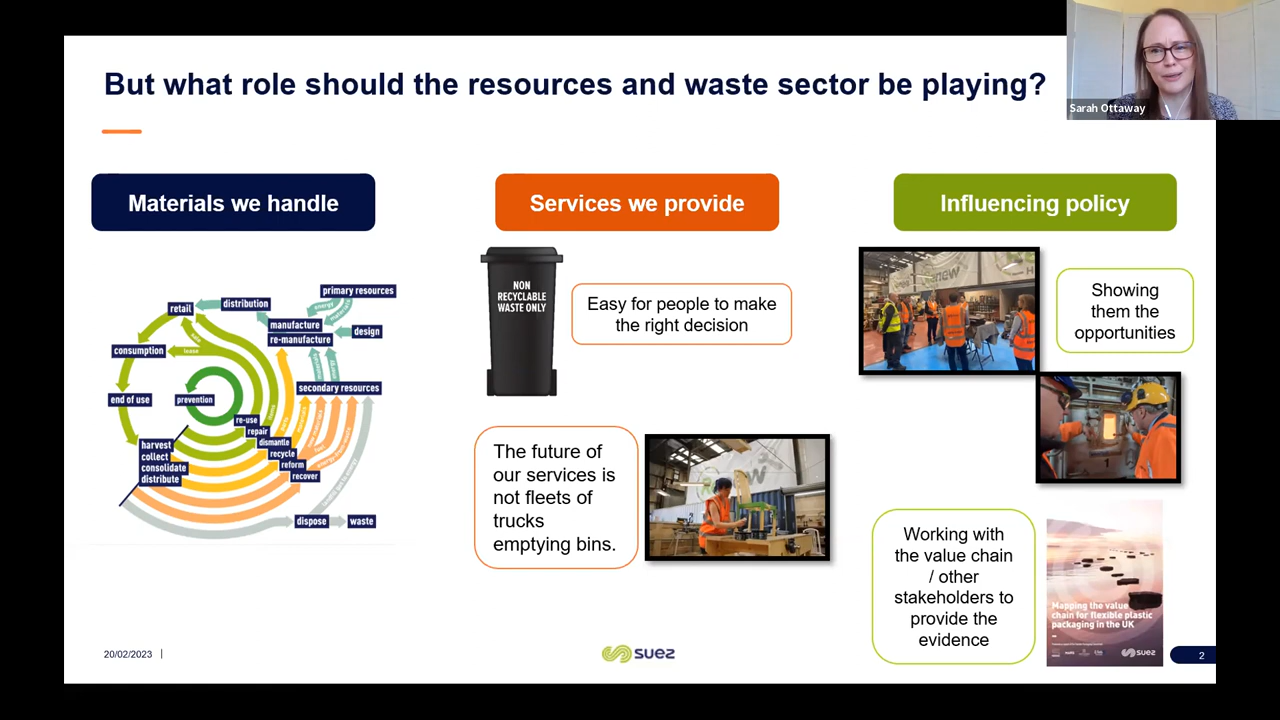 But what role should the resources and waste sector be playing?
Sarah Ottaway
Materials we handle
Services we provide
Influencing policy
primary resources
distribution
retail
energy
materials
manufacture
re-manufacture
design
consumption
lease
secondary resources
end of use
prevention
re-use
repair
dismantle
recycle
reform
recover
harvest
collect
consolidate
distribute
dispose
waste
NON
RECYCLABLE
WASTE ONLY
Easy for people to make
the right decision
The future of
our services is
not fleets of
trucks
emptying bins.
Showing
them the
opportunities
1
Working with
the value chain
/ other
stakeholders to
provide the
evidence
Mapping the value
chain for flexible plastic
packaging in the UK
suez
20/02/2023 |
suez
2